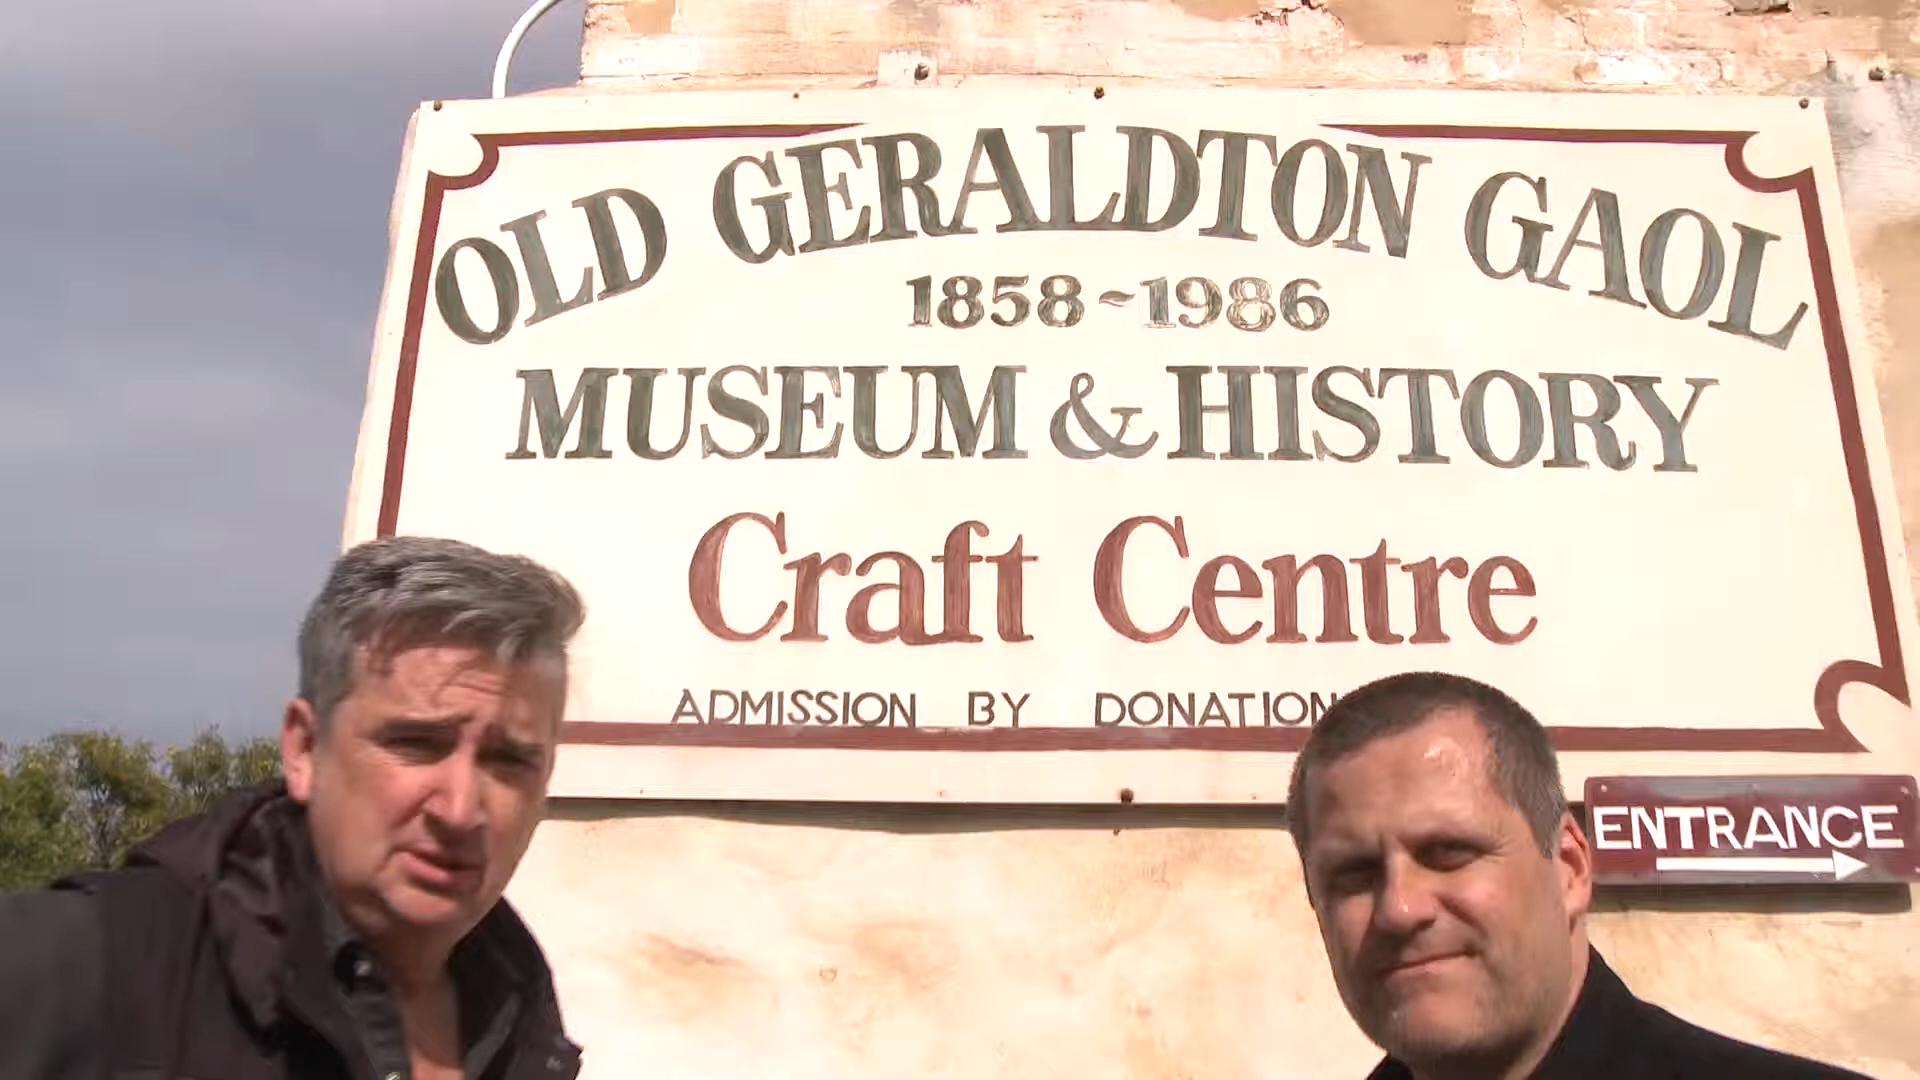 OLD GERALDTON GAOL
1858~1986
MUSEUM & HISTORY
Craft Centre
ADMISSION BY DONATION
ENTRANCE